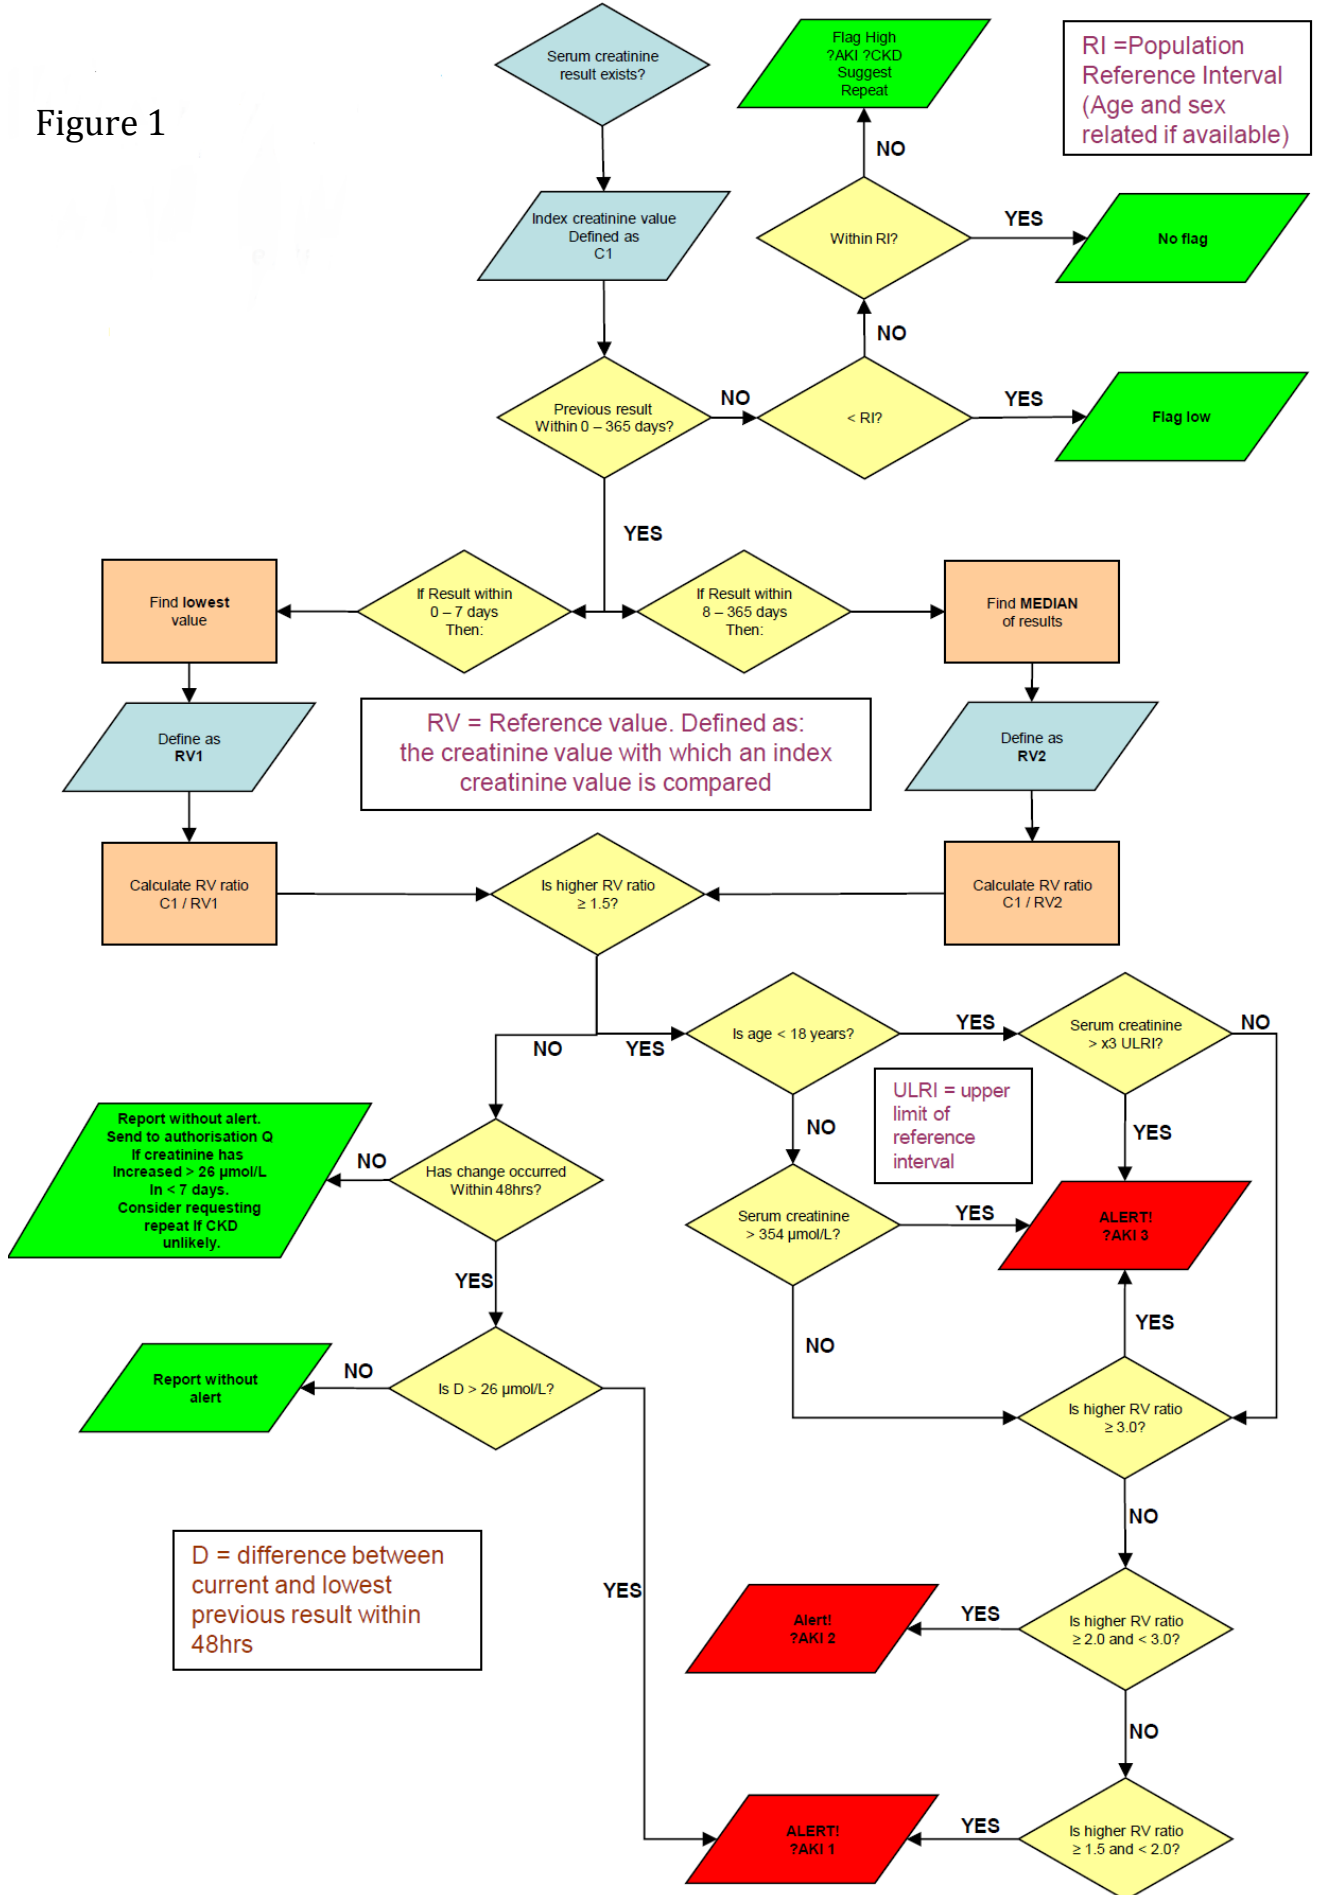 Serum creatinine
result exists?
Flag High
?AKI ?CKD
Suggest
Repeat
RI =Population
Reference Interval
(Age and sex
related if available)
Figure 1
NO
Index creatinine value
Defined as
C1
Within RI?
YES
No flag
NO
Previous result
Within 0 – 365 days?
NO
< RI?
YES
Flag low
YES
Find lowest
value
If Result within
0 – 7 days
Then:
If Result within
8 – 365 days
Then:
Find MEDIAN
of results
Define as
RV1
RV = Reference value. Defined as:
the creatinine value with which an index
creatinine value is compared
Define as
RV2
Calculate RV ratio
C1 / RV1
Is higher RV ratio
≥ 1.5?
Calculate RV ratio
C1 / RV2
NO
YES
Is age < 18 years?
YES
Serum creatinine
> x3 ULRI?
NO
ULRI = upper
limit of
reference
interval
Report without alert.
Send to authorisation Q
If creatinine has
Increased > 26 µmol/L
In < 7 days.
Consider requesting
repeat If CKD
unlikely.
NO
Has change occurred
Within 48hrs?
NO
YES
Serum creatinine
> 354 µmol/L?
YES
ALERT!
?AKI 3
YES
NO
YES
Report without
alert
NO
Is D > 26 µmol/L?
Is higher RV ratio
≥ 3.0?
NO
D = difference between
current and lowest
previous result within
48hrs
YES
Alert!
?AKI 2
YES
Is higher RV ratio
≥ 2.0 and < 3.0?
NO
ALERT!
?AKI 1
YES
Is higher RV ratio
≥ 1.5 and < 2.0?